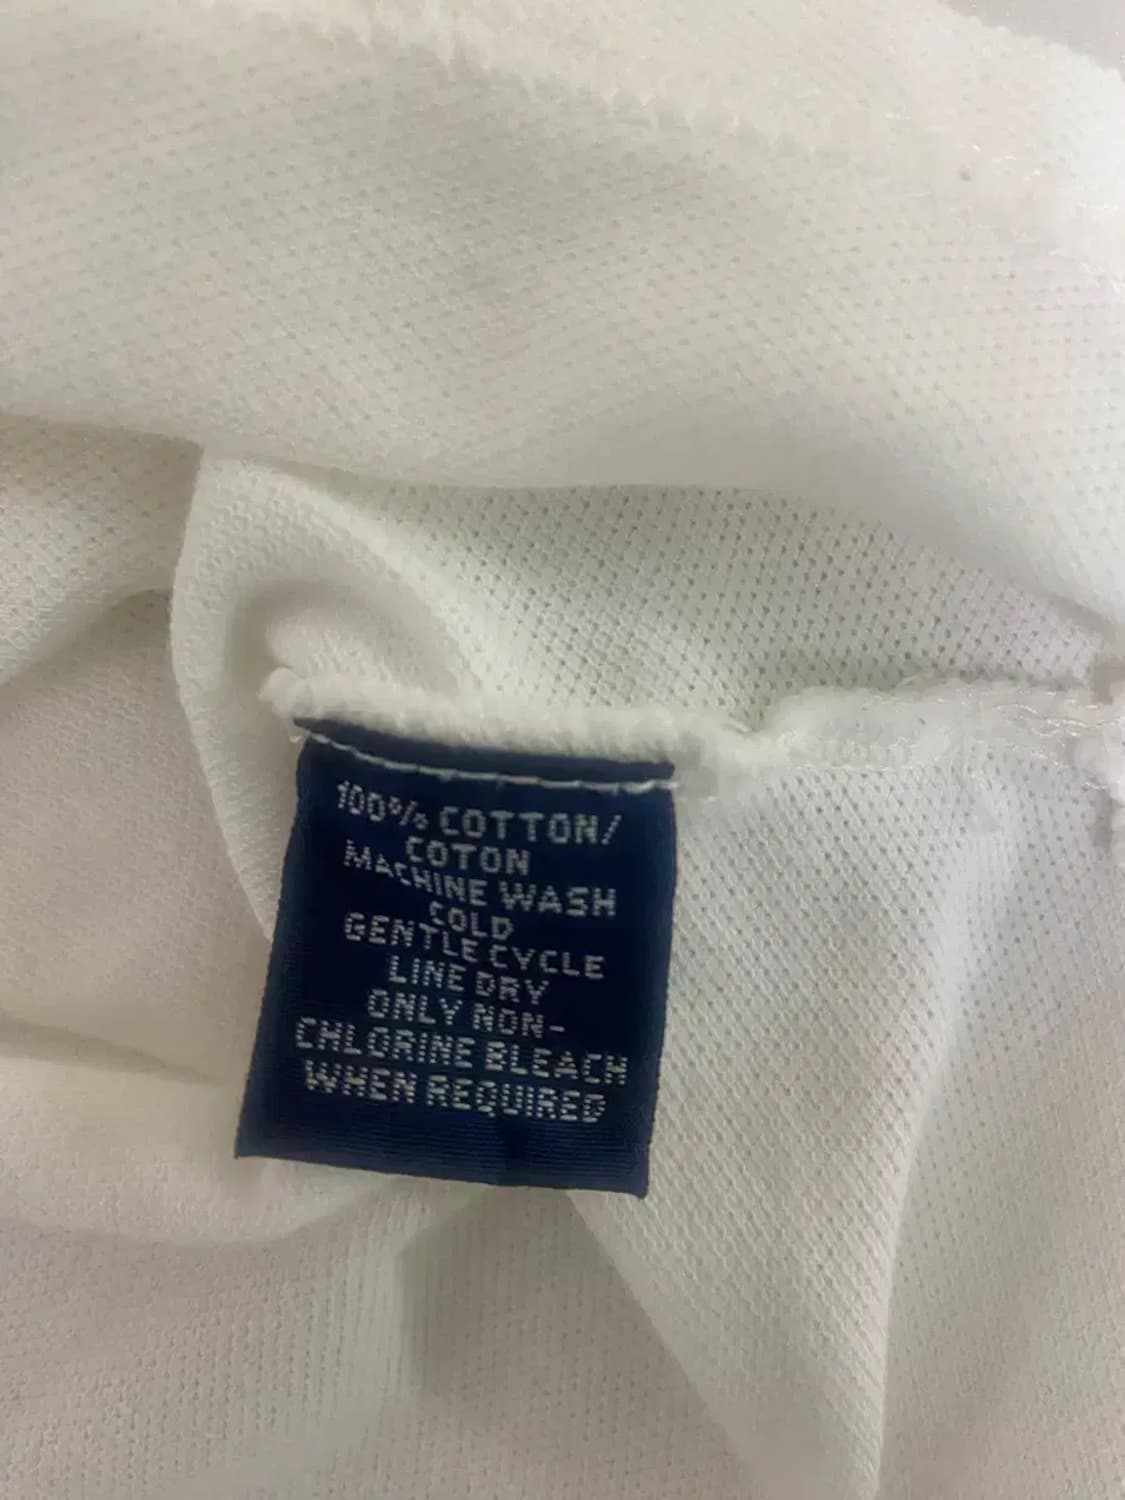 100% COTTON/
COTON
MACHINE WASH
COLD
GENTLE CYCLE
LINE DRY
ONLY NON-
CHLORINE BLEACH
WHEN REQUIRED